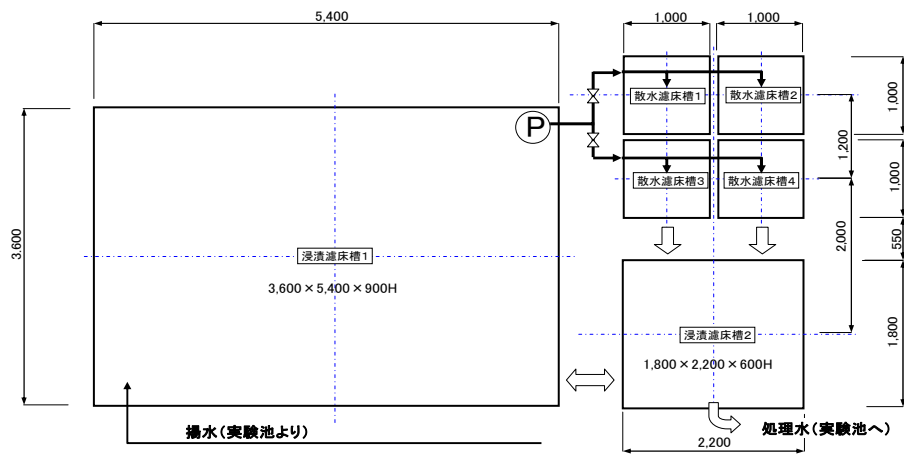 5,400
1,000
1,000
散水濾床槽1
散水濾床槽2
1,000
P
1,200
3,600
散水濾床槽3
散水濾床槽4
1,000
2,000
550
浸漬濾床槽1
3,600×5,400×900H
浸漬濾床槽2
1,800×2,200×600H
1,800
揚水(実験池より)
処理水(実験池へ)
2,200